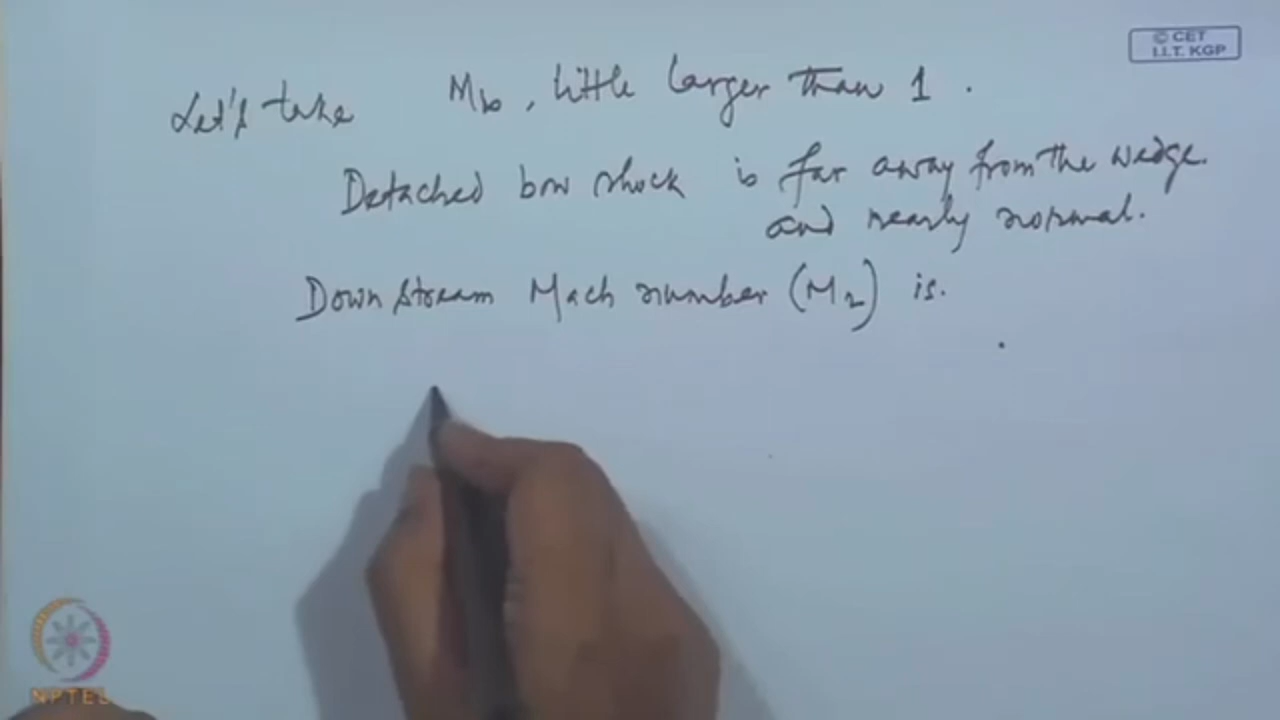 © CET
I.I.T. KGP
Let's take M∞, little larger than 1.
Detached bow shock is far away from the wedge.
and nearly normal.
Down stream Mach number (M2) is.
NPTEL